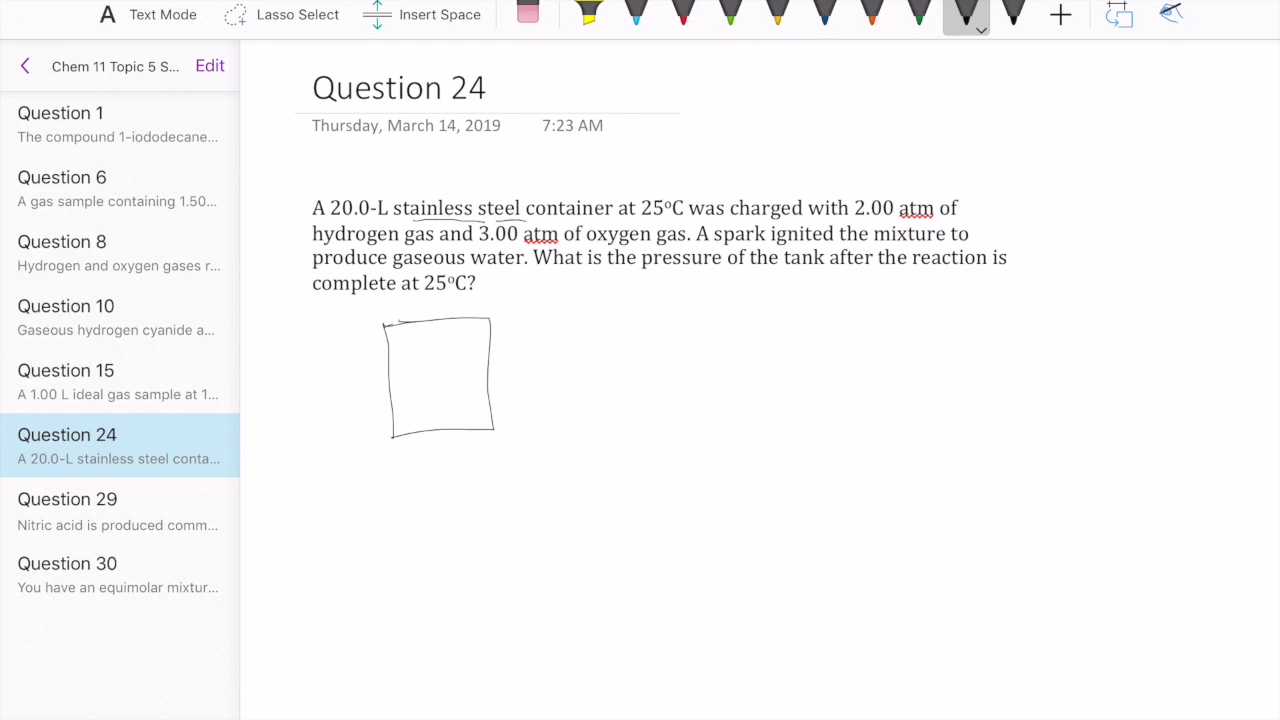 A Text Mode Lasso Select Insert Space
Chem 11 Topic 5 S... Edit
Question 1
The compound 1-iododecane...
Question 6
A gas sample containing 1.50...
Question 8
Hydrogen and oxygen gases r...
Question 10
Gaseous hydrogen cyanide a...
Question 15
A 1.00 L ideal gas sample at 1...
Question 24
A 20.0-L stainless steel conta...
Question 29
Nitric acid is produced comm...
Question 30
You have an equimolar mixtur...
Question 24
Thursday, March 14, 2019 7:23 AM
A 20.0-L stainless steel container at 25ºC was charged with 2.00 atm of
hydrogen gas and 3.00 atm of oxygen gas. A spark ignited the mixture to
produce gaseous water. What is the pressure of the tank after the reaction is
complete at 25ºC?